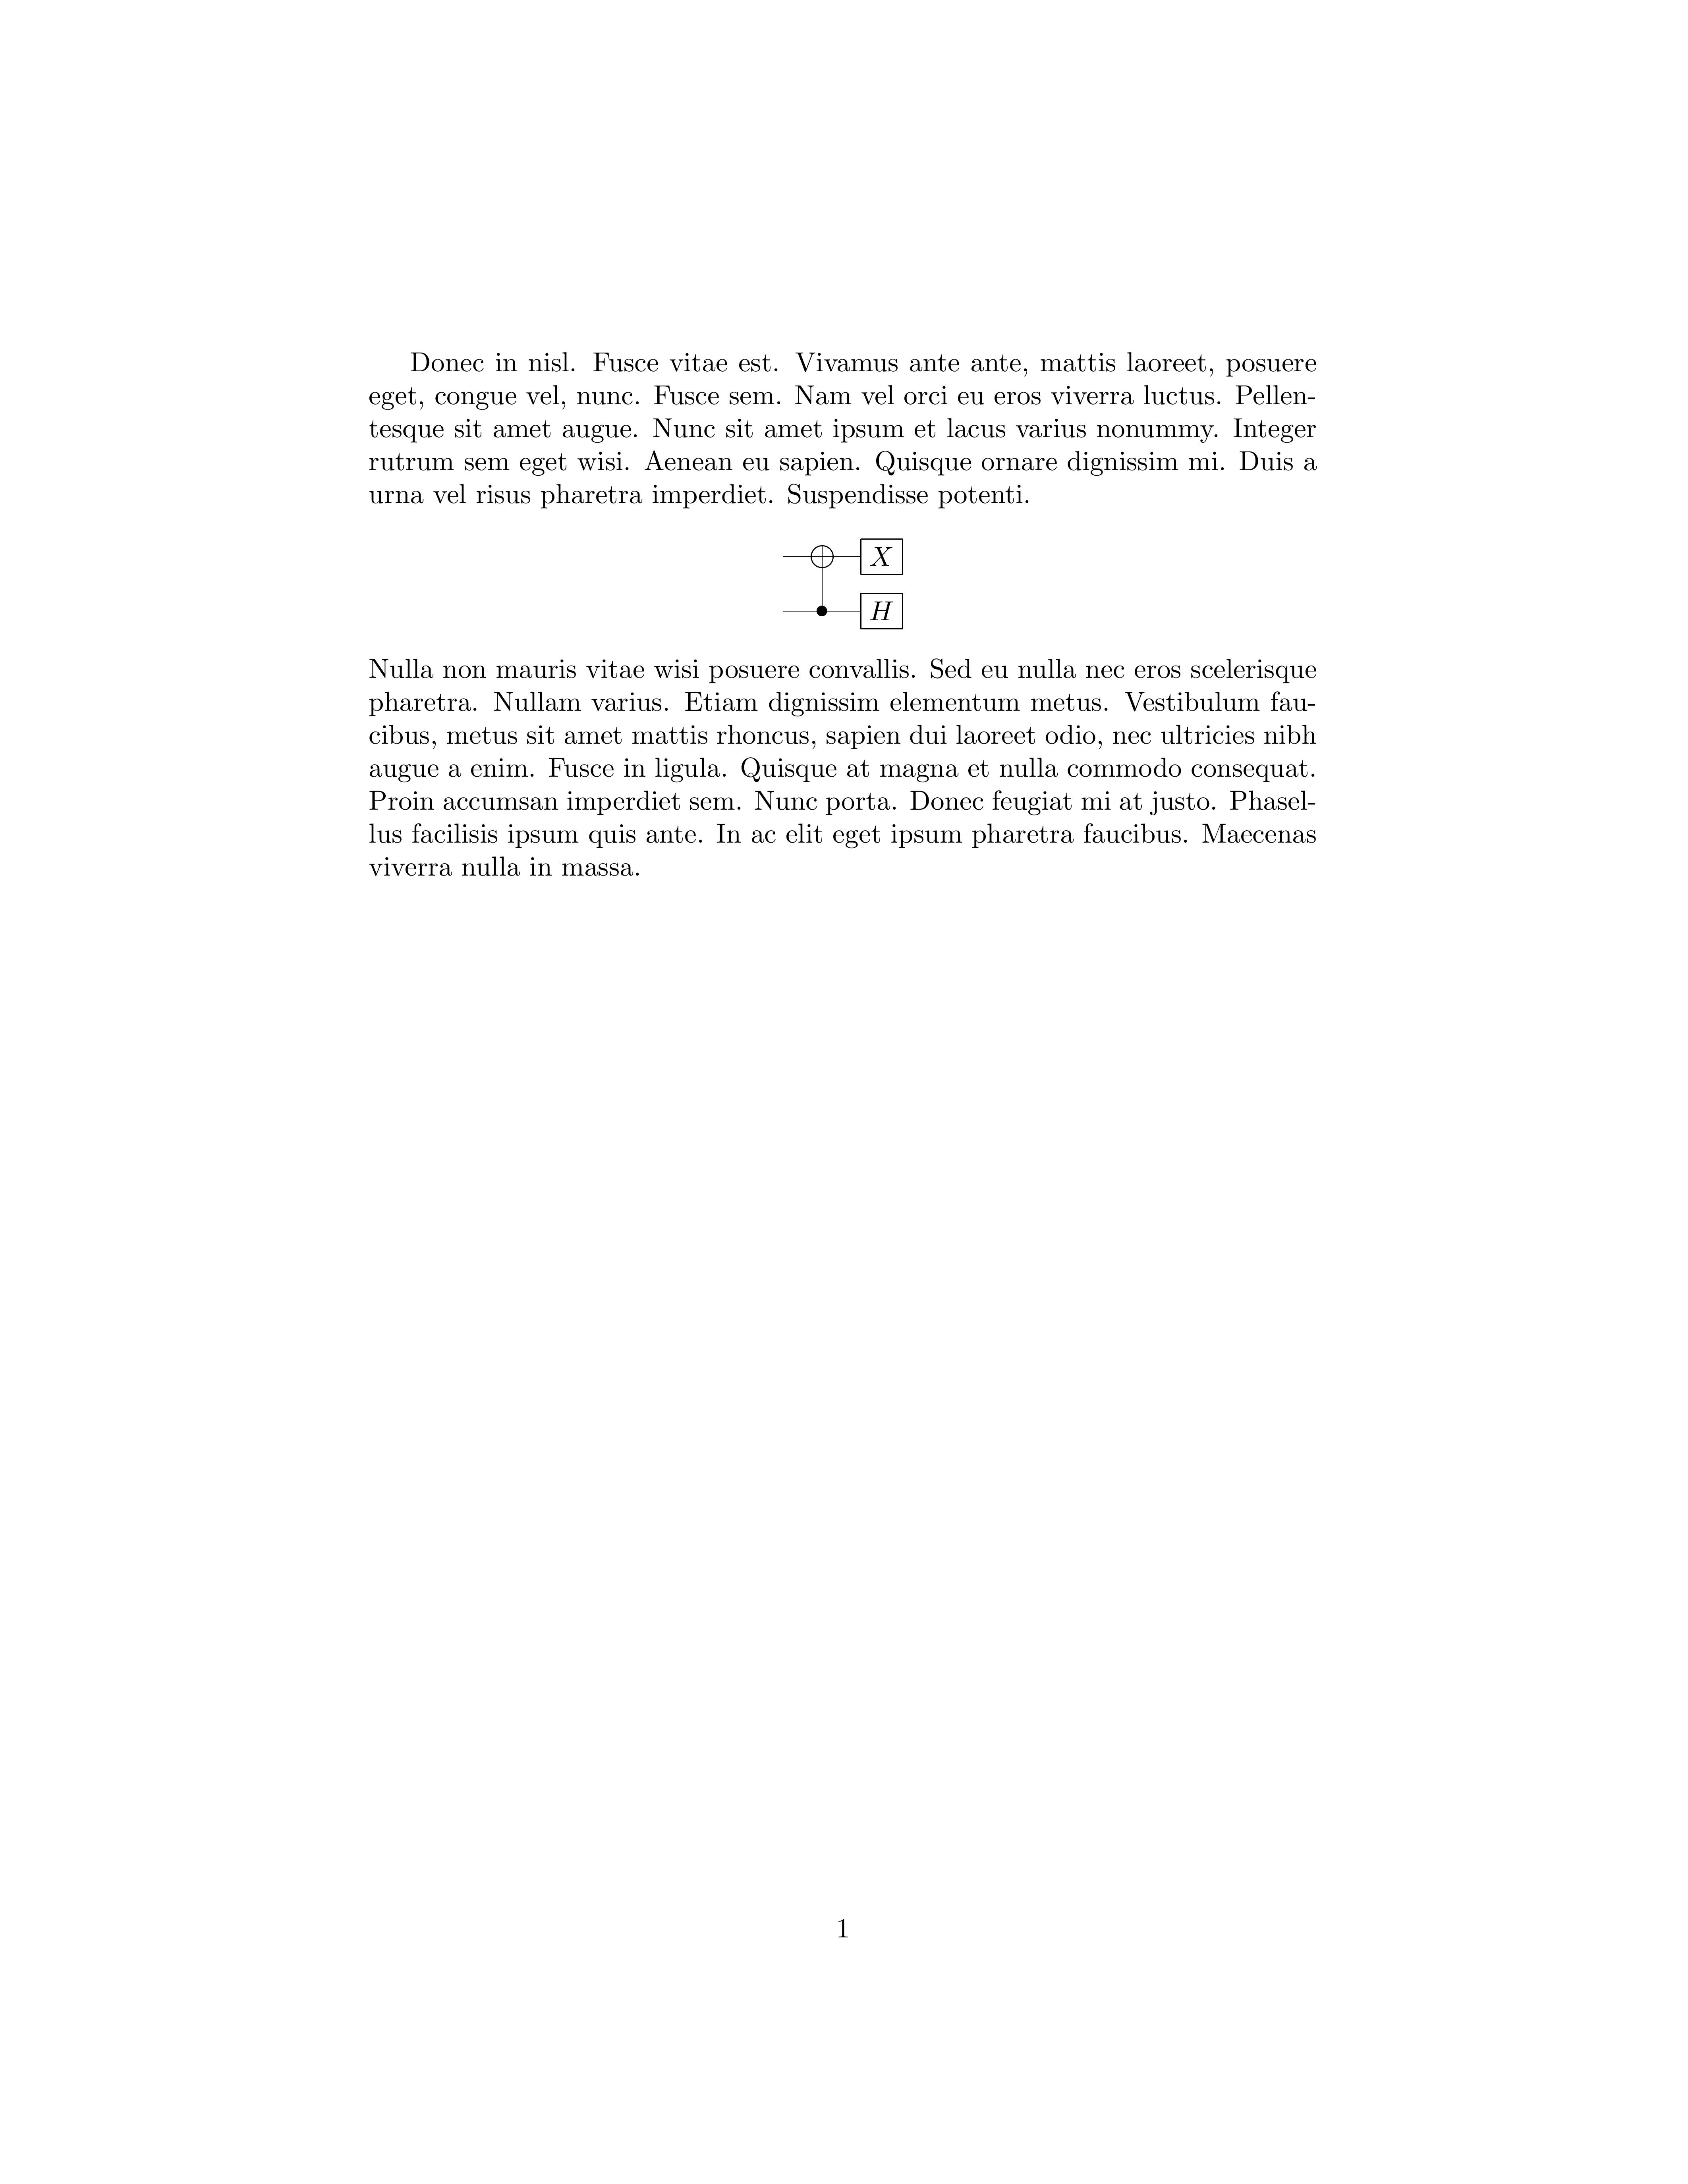 Donec in nisl. Fusce vitae est. Vivamus ante ante, mattis laoreet, posuere
eget, congue vel, nunc. Fusce sem. Nam vel orci eu eros viverra luctus. Pellen-
tesque sit amet augue. Nunc sit amet ipsum et lacus varius nonummy. Integer
rutrum sem eget wisi. Aenean eu sapien. Quisque ornare dignissim mi. Duis a
urna vel risus pharetra imperdiet. Suspendisse potenti.
X
H
Nulla non mauris vitae wisi posuere convallis. Sed eu nulla nec eros scelerisque
pharetra. Nullam varius. Etiam dignissim elementum metus. Vestibulum fau-
cibus, metus sit amet mattis rhoncus, sapien dui laoreet odio, nec ultricies nibh
augue a enim. Fusce in ligula. Quisque at magna et nulla commodo consequat.
Proin accumsan imperdiet sem. Nunc porta. Donec feugiat mi at justo. Phasel-
lus facilisis ipsum quis ante. In ac elit eget ipsum pharetra faucibus. Maecenas
viverra nulla in massa.
1